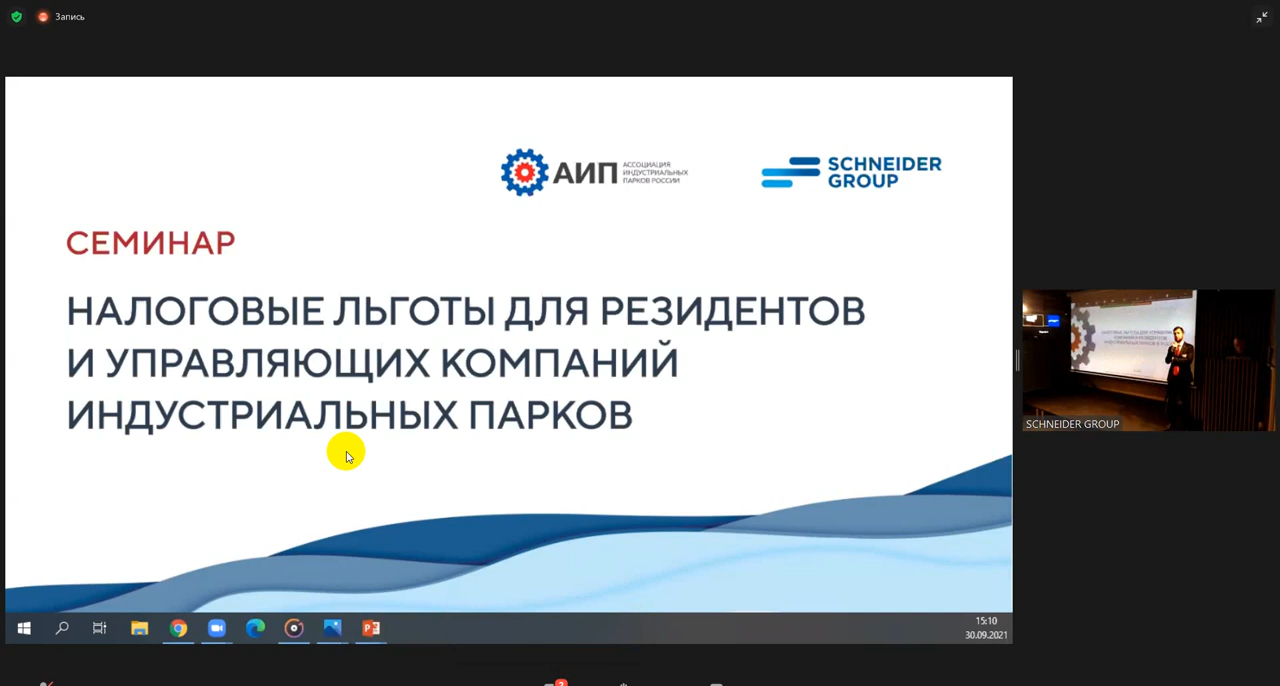 Запись
АИП
АССОЦИАЦИЯ
ИНДУСТРИАЛЬНЫХ
ПАРКОВ РОССИИ
SCHNEIDER
GROUP
СЕМИНАР
НАЛОГОВЫЕ ЛЬГОТЫ ДЛЯ РЕЗИДЕНТОВ
И УПРАВЛЯЮЩИХ КОМПАНИЙ
ИНДУСТРИАЛЬНЫХ ПАРКОВ
SCHNEIDER GROUP
15:10
30.09.2021